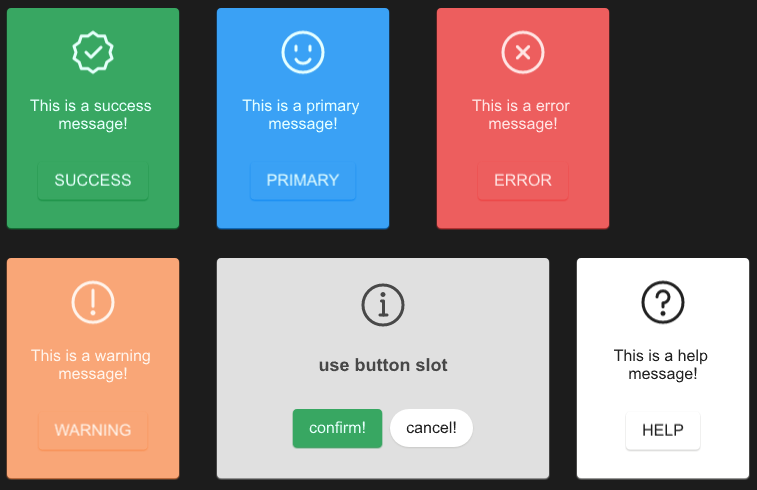 This is a success
message!
SUCCESS
This is a primary
message!
PRIMARY
This is a error
message!
ERROR
This is a warning
message!
WARNING
use button slot
confirm!
cancel!
This is a help
message!
HELP